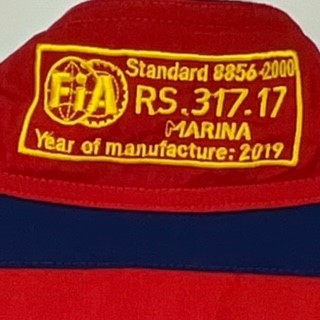 FiA
Standard 8856-2000
RS.317.17
MARINA
Year of manufacture: 2019